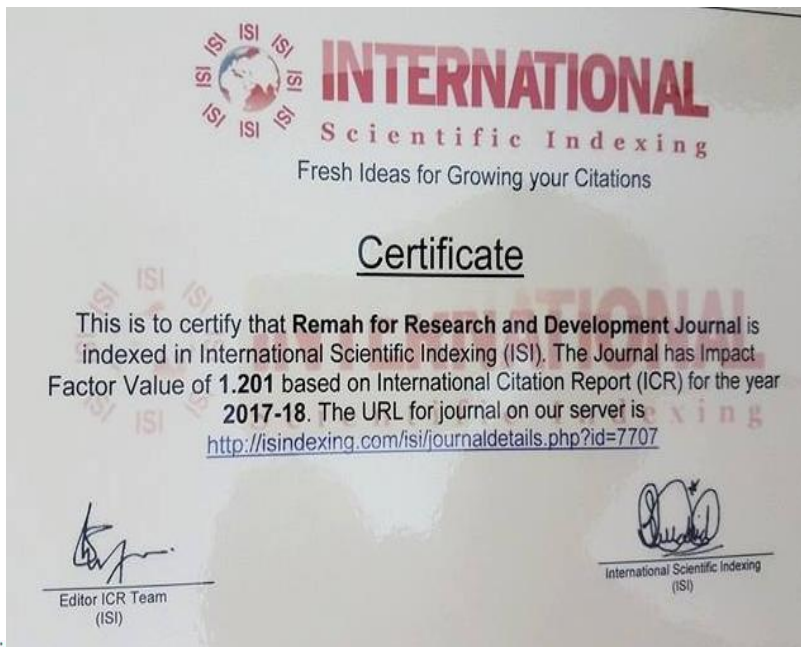 ISI ISI ISI ISI ISI ISI ISI ISI
INTERNATIONAL
Scientific Indexing
Fresh Ideas for Growing your Citations
Certificate
This is to certify that Remah for Research and Development Journal is
indexed in International Scientific Indexing (ISI). The Journal has Impact
Factor Value of 1.201 based on International Citation Report (ICR) for the year
2017-18. The URL for journal on our server is
http://isindexing.com/isi/journaldetails.php?id=7707
Editor ICR Team
(ISI)
International Scientific Indexing
(ISI)